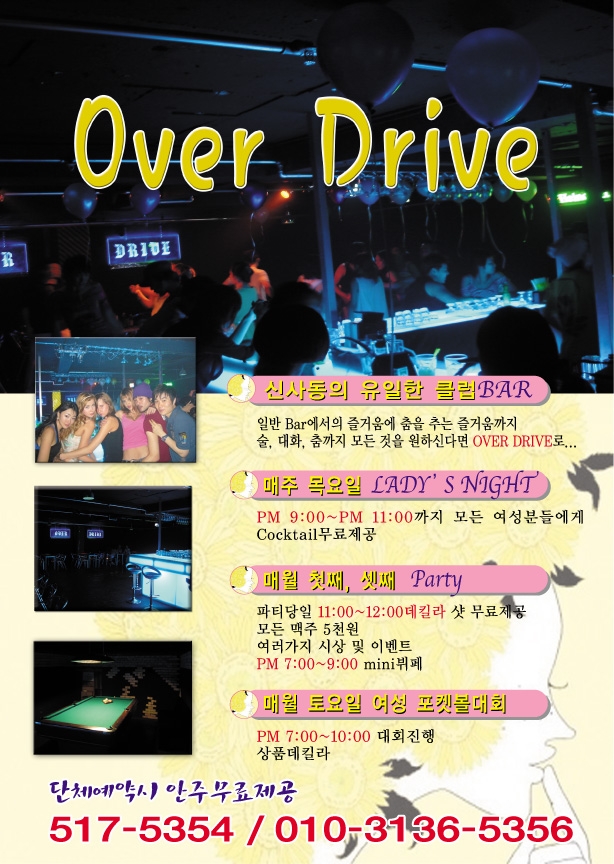 Over Drive
R
DRIVE
신사동의 유일한 클럽BAR
일반 Bar에서의 즐거움에 춤을 추는 즐거움까지
술, 대화, 춤까지 모든 것을 원하신다면 OVER DRIVE로...
매주 목요일 LADY'S NIGHT
PM 9:00~PM 11:00까지 모든 여성분들에게
Cocktail무료제공
매월 첫째, 셋째 Party
파티당일 11:00~12:00데킬라 샷 무료제공
모든 맥주 5천원
여러가지 시상 및 이벤트
PM 7:00~9:00 mini뷔페
매월 토요일 여성 포켓볼대회
PM 7:00~10:00 대회진행
상품데킬라
단체예약시 안주무료제공
517-5354 / 010-3136-5356